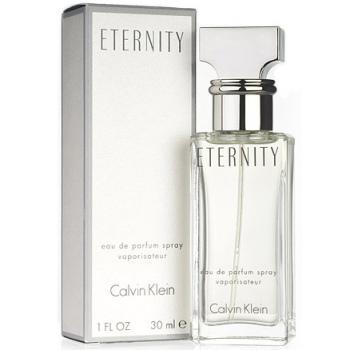 ETERNITY
eau de parfum spray
vaporisateur
Calvin Klein
1 FL OZ 30 ml e
ETERNITY
eau de parfum spray
vaporisateur
Calvin Klein